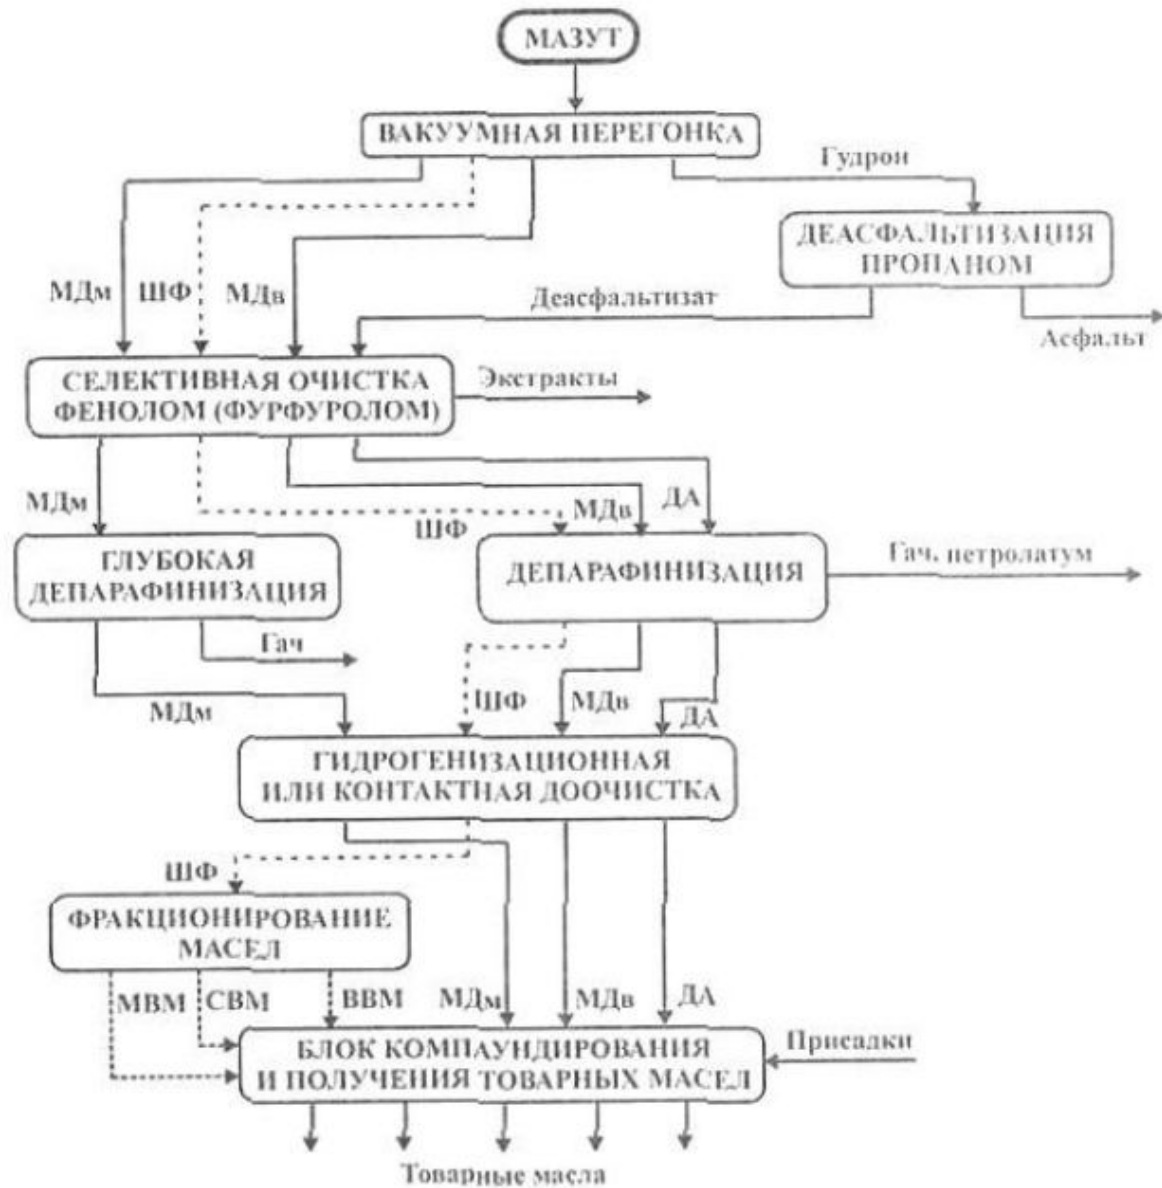 МАЗУТ
ВАКУУМНАЯ ПЕРЕГОНКА
Гудрон
ДЕАСФАЛЬТИЗАЦИЯ
ПРОПАНОМ
МДм
ШФ
МДв
Деасфальтизат
Асфальт
СЕЛЕКТИВНАЯ ОЧИСТКА
ФЕНОЛОМ (ФУРФУРОЛОМ)
Экстракты
МДм
ШФ
МДв
ДА
ГЛУБОКАЯ
ДЕПАРАФИНИЗАЦИЯ
ДЕПАРАФИНИЗАЦИЯ
Гач, петролатум
Гач
МДм
ШФ
МДв
ДА
ГИДРОГЕНИЗАЦИОННАЯ
ИЛИ КОНТАКТНАЯ ДООЧИСТКА
ШФ
ФРАКЦИОНИРОВАНИЕ
МАСЕЛ
МВМ
СВМ
ВВМ
МДм
МДв
ДА
БЛОК КОМПАУНДИРОВАНИЯ
И ПОЛУЧЕНИЯ ТОВАРНЫХ МАСЕЛ
Присадки
Товарные масла